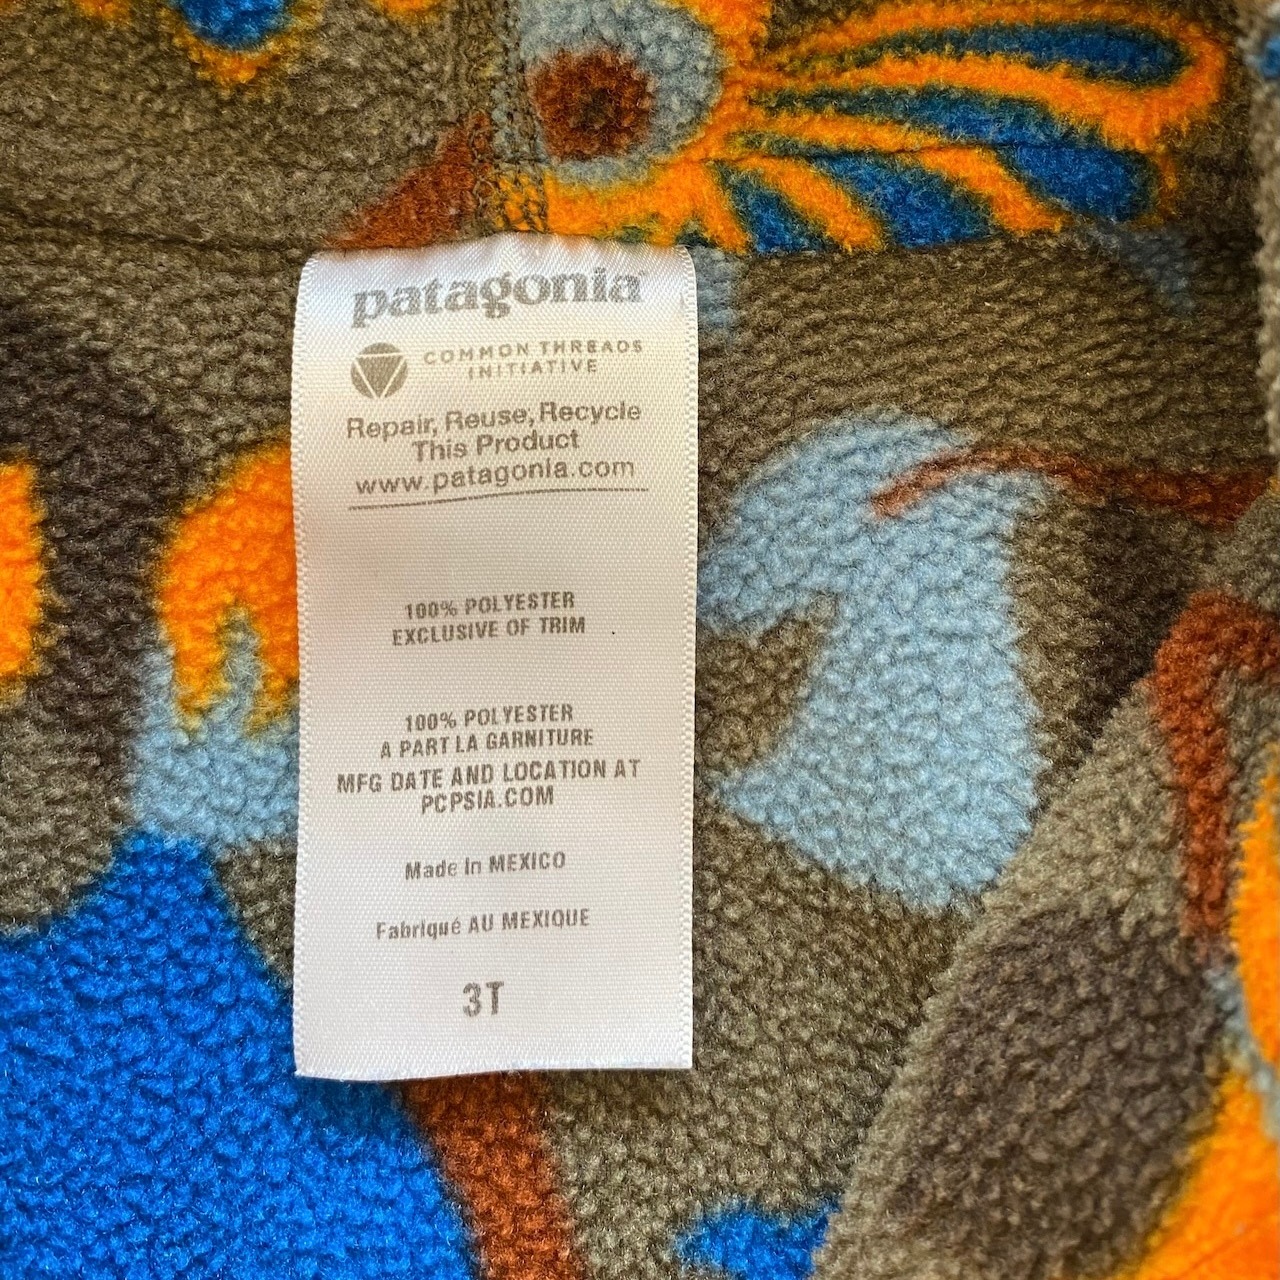 patagonia
COMMON THREADS
INITIATIVE
Repair, Reuse, Recycle
This Product
www.patagonia.com
100% POLYESTER
EXCLUSIVE OF TRIM
100% POLYESTER
A PART LA GARNITURE
MFG DATE AND LOCATION AT
PCPSIA.COM
Made in MEXICO
Fabriqué AU MEXIQUE
3T